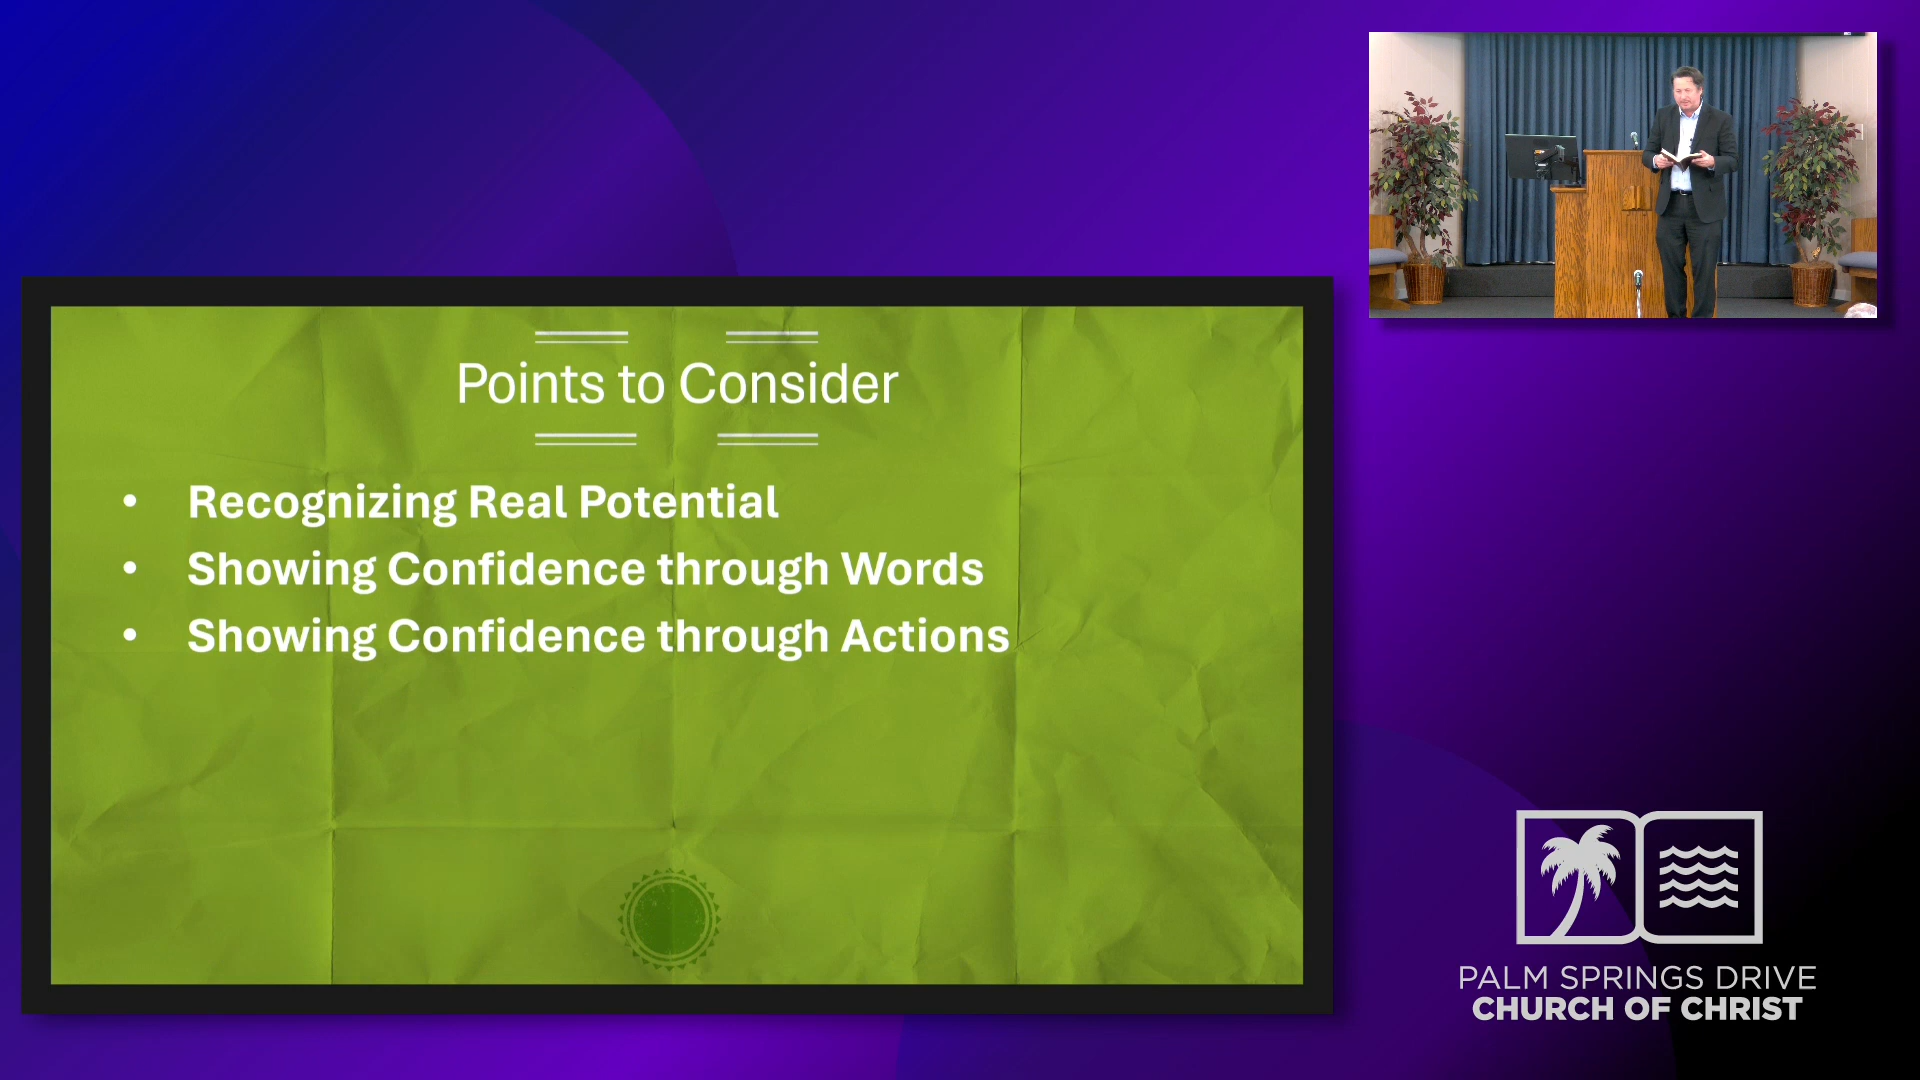 Points to Consider
• Recognizing Real Potential
• Showing Confidence through Words
• Showing Confidence through Actions
PALM SPRINGS DRIVE
CHURCH OF CHRIST